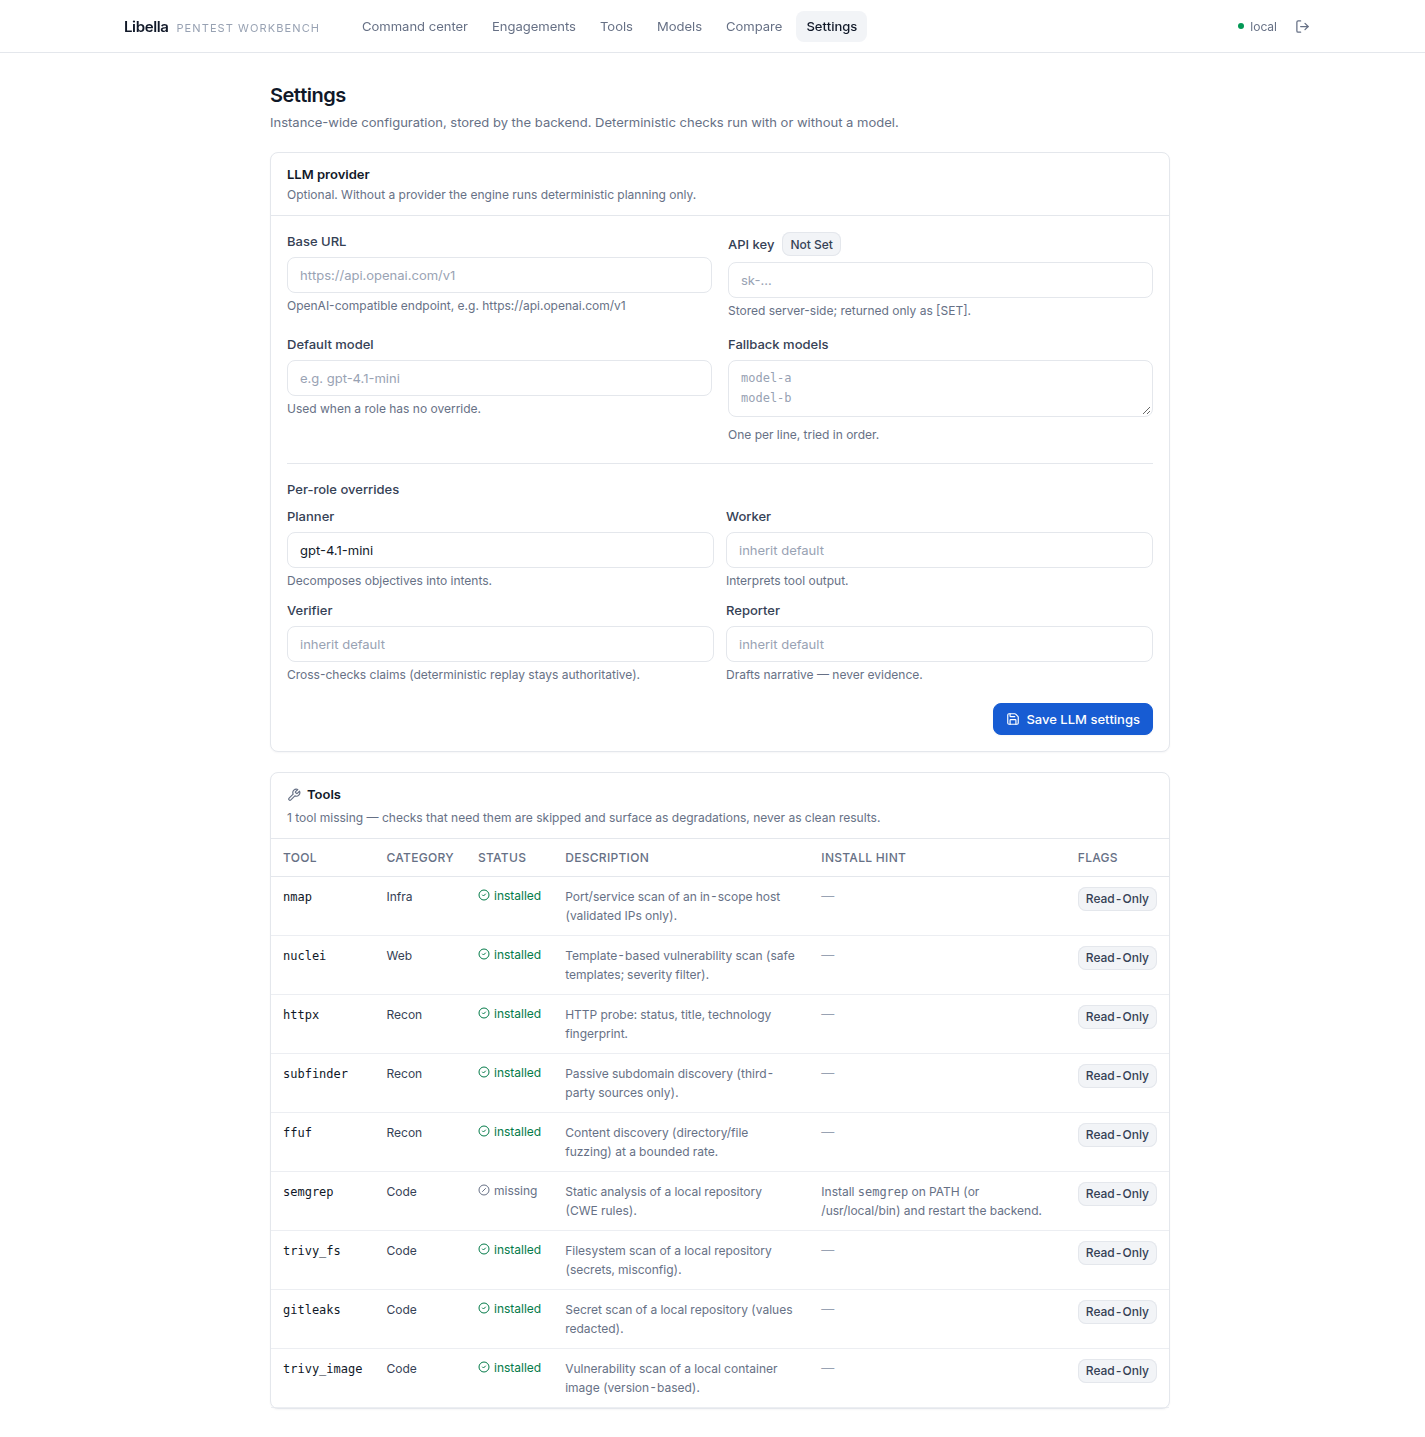 Libella PENTEST WORKBENCH Command center Engagements Tools Models Compare Settings local
Settings
Instance-wide configuration, stored by the backend. Deterministic checks run with or without a model.
LLM provider
Optional. Without a provider the engine runs deterministic planning only.
Base URL
https://api.openai.com/v1
OpenAI-compatible endpoint, e.g. https://api.openai.com/v1
API key Not Set
sk-...
Stored server-side; returned only as [SET].
Default model
e.g. gpt-4.1-mini
Used when a role has no override.
Fallback models
model-a
model-b
One per line, tried in order.
Per-role overrides
Planner
gpt-4.1-mini
Decomposes objectives into intents.
Worker
inherit default
Interprets tool output.
Verifier
inherit default
Cross-checks claims (deterministic replay stays authoritative).
Reporter
inherit default
Drafts narrative — never evidence.
Save LLM settings
Tools
1 tool missing — checks that need them are skipped and surface as degradations, never as clean results.
TOOL CATEGORY STATUS DESCRIPTION INSTALL HINT FLAGS
nmap Infra installed Port/service scan of an in-scope host — Read-Only
(validated IPs only).
nuclei Web installed Template-based vulnerability scan (safe — Read-Only
templates; severity filter).
httpx Recon installed HTTP probe: status, title, technology — Read-Only
fingerprint.
subfinder Recon installed Passive subdomain discovery (third- — Read-Only
party sources only).
ffuf Recon installed Content discovery (directory/file — Read-Only
fuzzing) at a bounded rate.
semgrep Code missing Static analysis of a local repository Install semgrep on PATH (or Read-Only
(CWE rules). /usr/local/bin) and restart the backend.
trivy_fs Code installed Filesystem scan of a local repository — Read-Only
(secrets, misconfig).
gitleaks Code installed Secret scan of a local repository (values — Read-Only
redacted).
trivy_image Code installed Vulnerability scan of a local container — Read-Only
image (version-based).